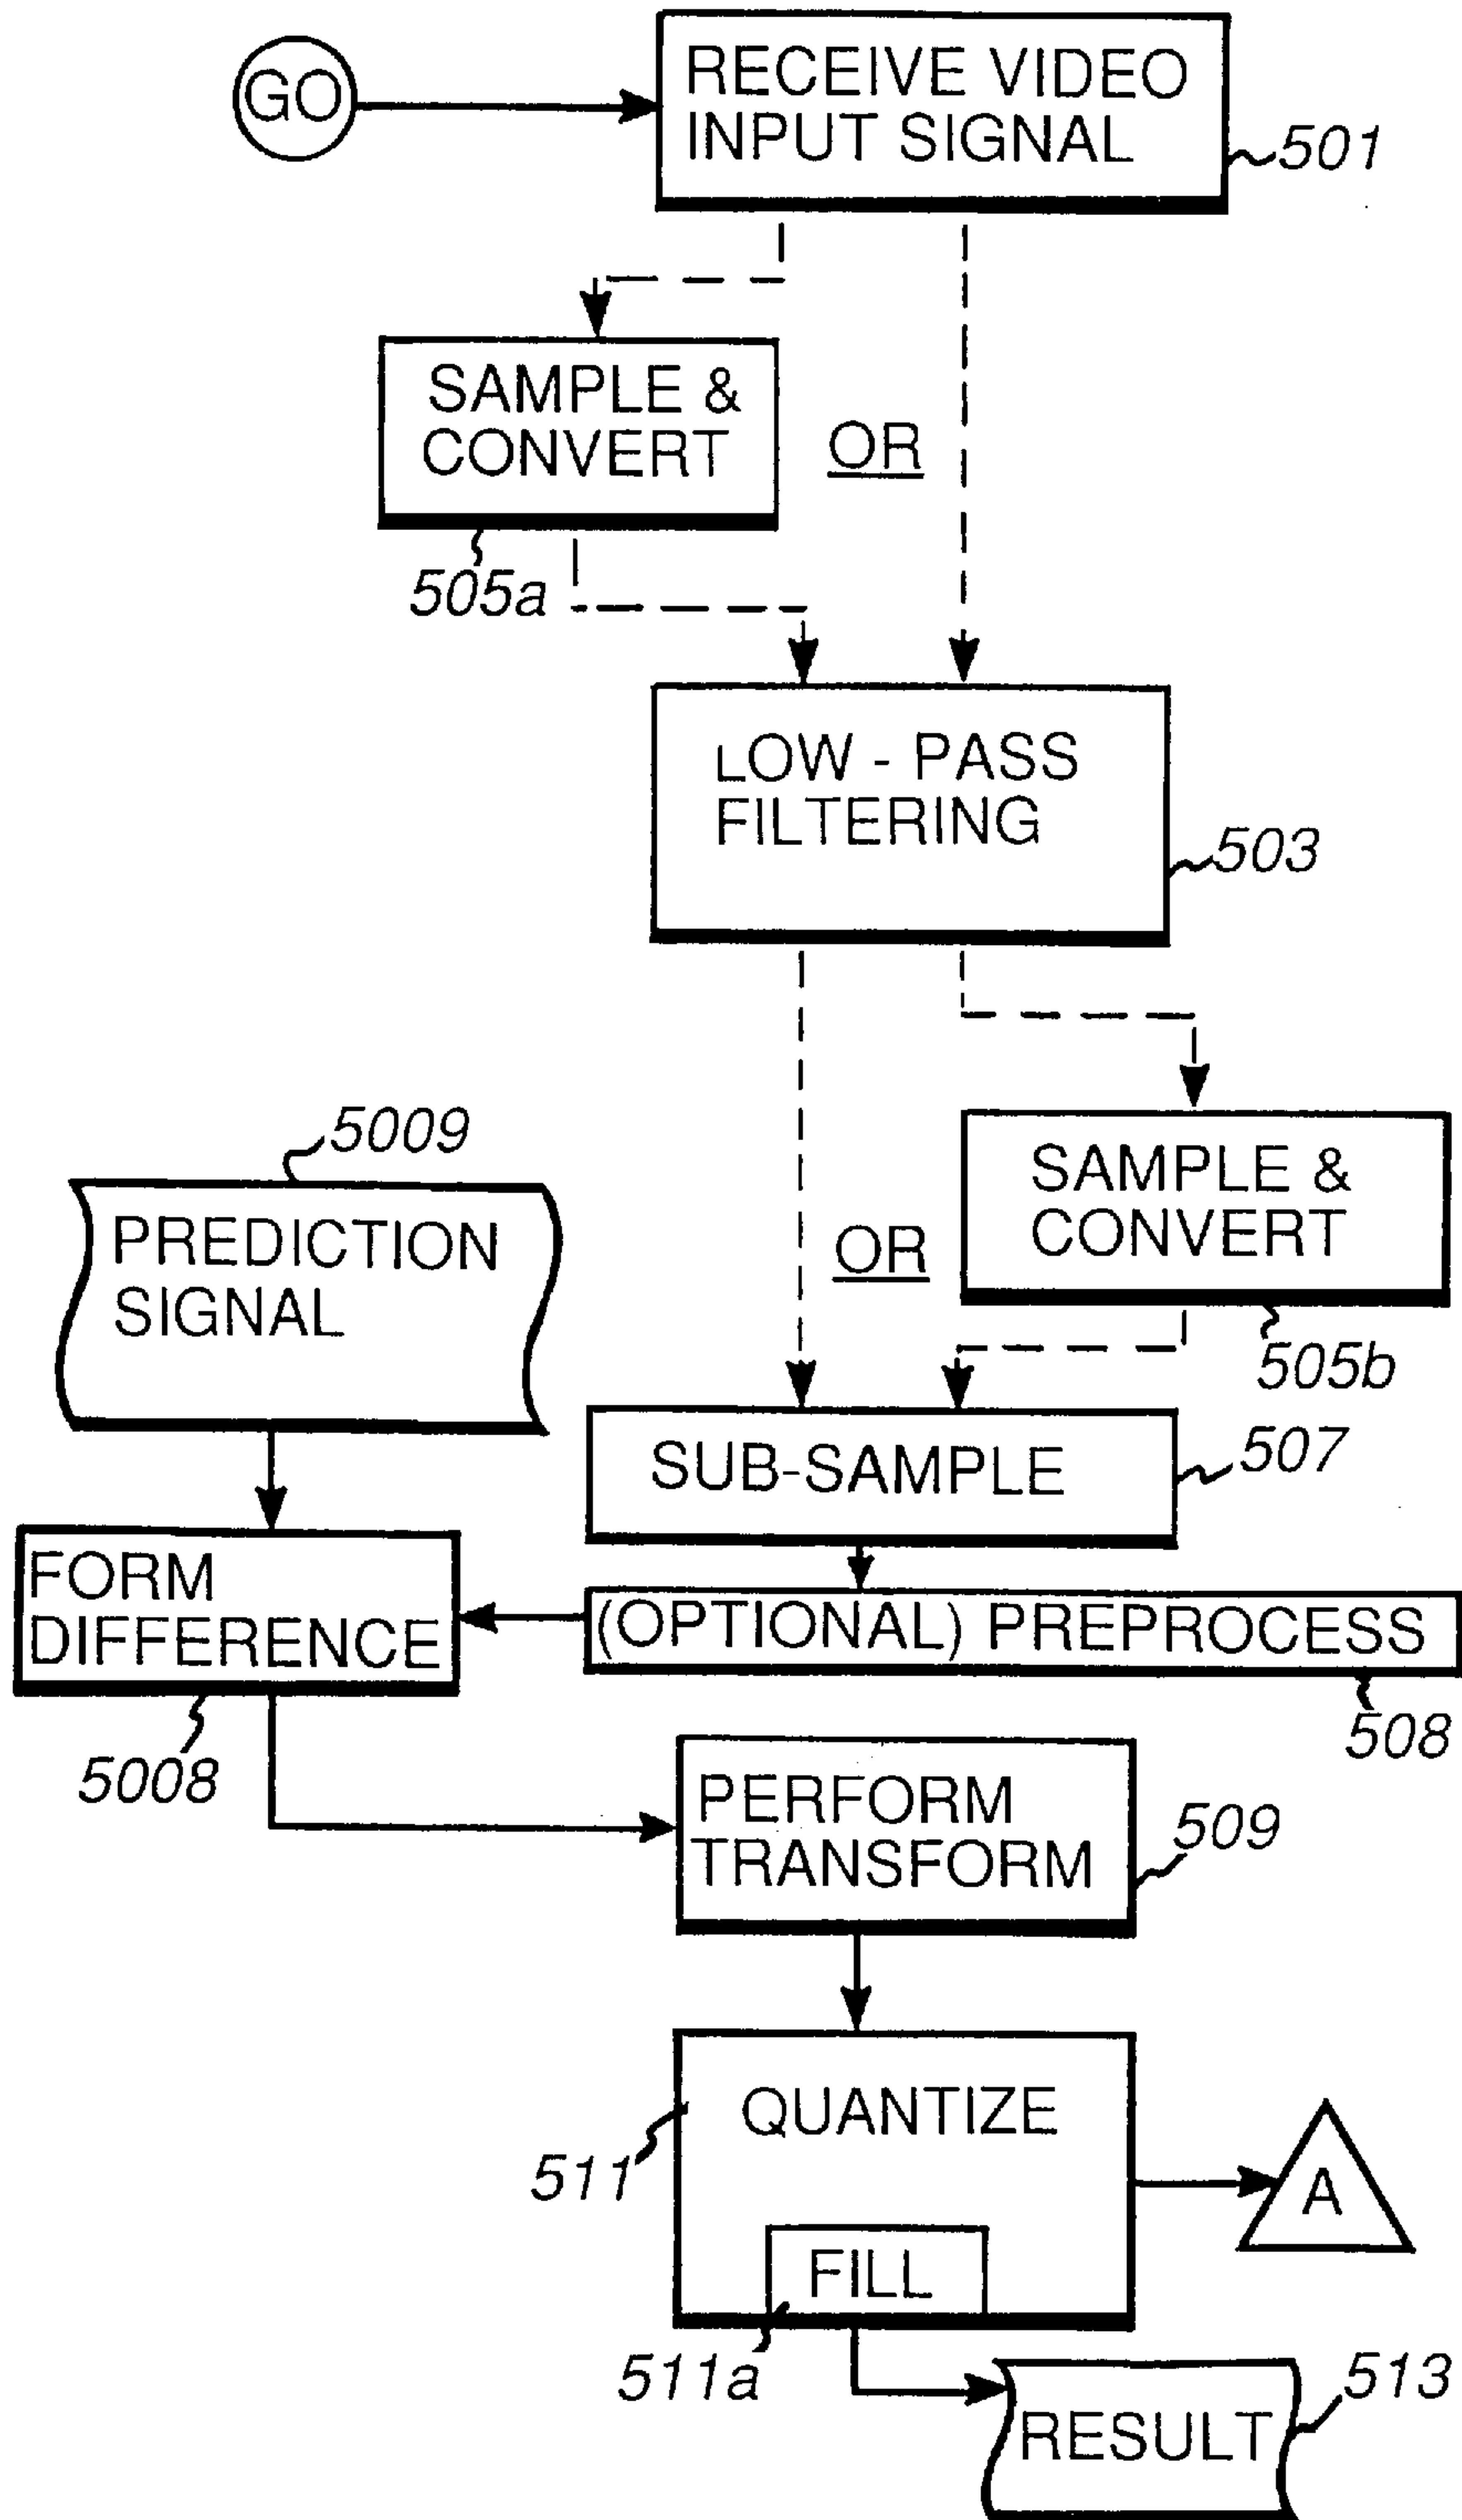 GO
RECEIVE VIDEO
INPUT SIGNAL
501
SAMPLE &
CONVERT
OR
505a
LOW - PASS
FILTERING
503
5009
PREDICTION
SIGNAL
SAMPLE &
CONVERT
OR
505b
SUB-SAMPLE
507
FORM
DIFFERENCE
(OPTIONAL) PREPROCESS
508
5008
PERFORM
TRANSFORM
509
QUANTIZE
511
A
FILL
511a
513
RESULT